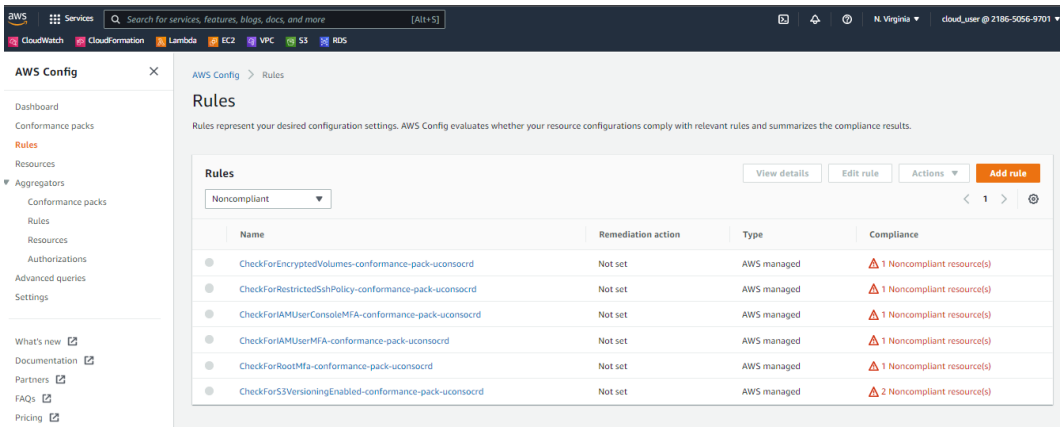 aws Services Search for services, features, blogs, docs, and more [Alt+S] N. Virginia ▼ cloud_user @ 2186-5056-9701 ▼
CloudWatch CloudFormation Lambda EC2 VPC S3 RDS
AWS Config
Dashboard
Conformance packs
Rules
Resources
Aggregators
Conformance packs
Rules
Resources
Authorizations
Advanced queries
Settings
What's new
Documentation
Partners
FAQs
Pricing
AWS Config > Rules
Rules
Rules represent your desired configuration settings. AWS Config evaluates whether your resource configurations comply with relevant rules and summarizes the compliance results.
Rules View details Edit rule Actions ▼ Add rule
Noncompliant ▼ < 1 >
Name Remediation action Type Compliance
CheckForEncryptedVolumes-conformance-pack-uconsocrd Not set AWS managed 1 Noncompliant resource(s)
CheckForRestrictedSshPolicy-conformance-pack-uconsocrd Not set AWS managed 1 Noncompliant resource(s)
CheckForIAMUserConsoleMFA-conformance-pack-uconsocrd Not set AWS managed 1 Noncompliant resource(s)
CheckForIAMUserMFA-conformance-pack-uconsocrd Not set AWS managed 1 Noncompliant resource(s)
CheckForRootMfa-conformance-pack-uconsocrd Not set AWS managed 1 Noncompliant resource(s)
CheckForS3VersioningEnabled-conformance-pack-uconsocrd Not set AWS managed 2 Noncompliant resource(s)